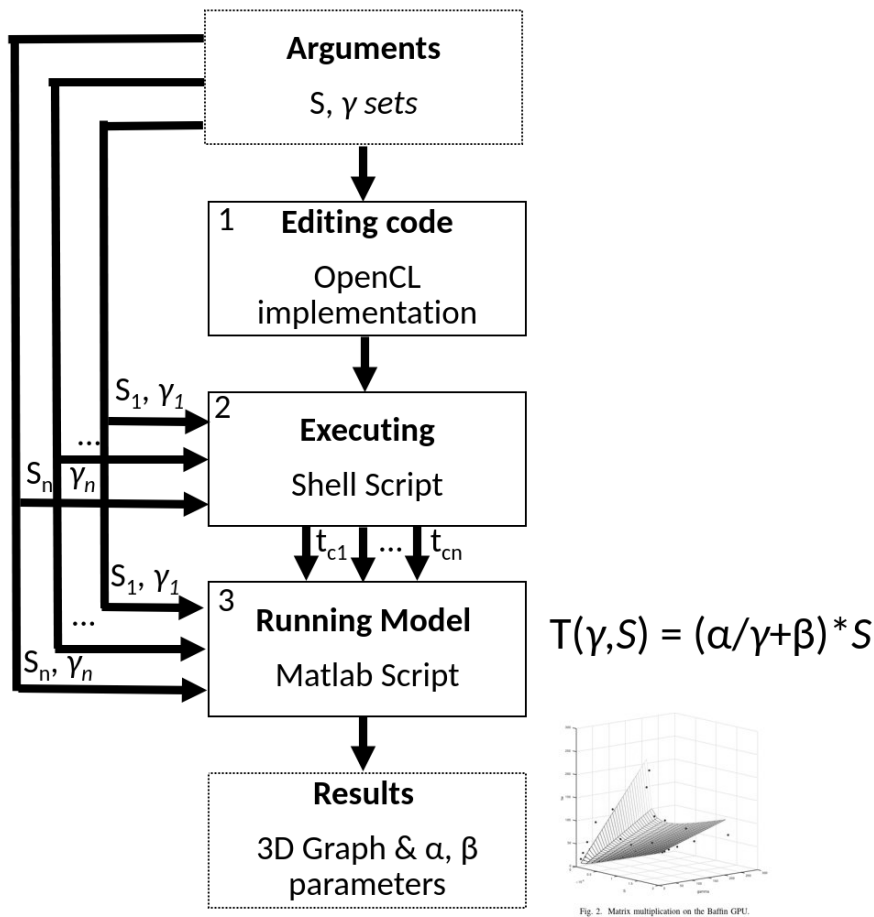 Arguments
S, γ sets
1
Editing code
OpenCL
implementation
S1, γ1
2
Executing
...
Sn γn
Shell Script
tc1 ... tcn
S1, γ1
3
Running Model
...
T(γ,S) = (α/γ+β)*S
Sn, γn
Matlab Script
Results
3D Graph & α, β
parameters
gamma
Fig. 2. Matrix multiplication on the Baffin GPU.